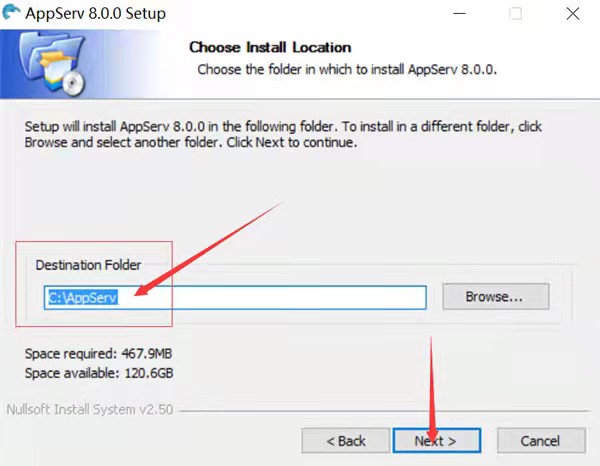 AppServ 8.0.0 Setup
Choose Install Location
Choose the folder in which to install AppServ 8.0.0.
Setup will install AppServ 8.0.0 in the following folder. To install in a different folder, click
Browse and select another folder. Click Next to continue.
Destination Folder
C:\AppServ
Browse...
Space required: 467.9MB
Space available: 120.6GB
Nullsoft Install System v2.50
< Back
Next >
Cancel